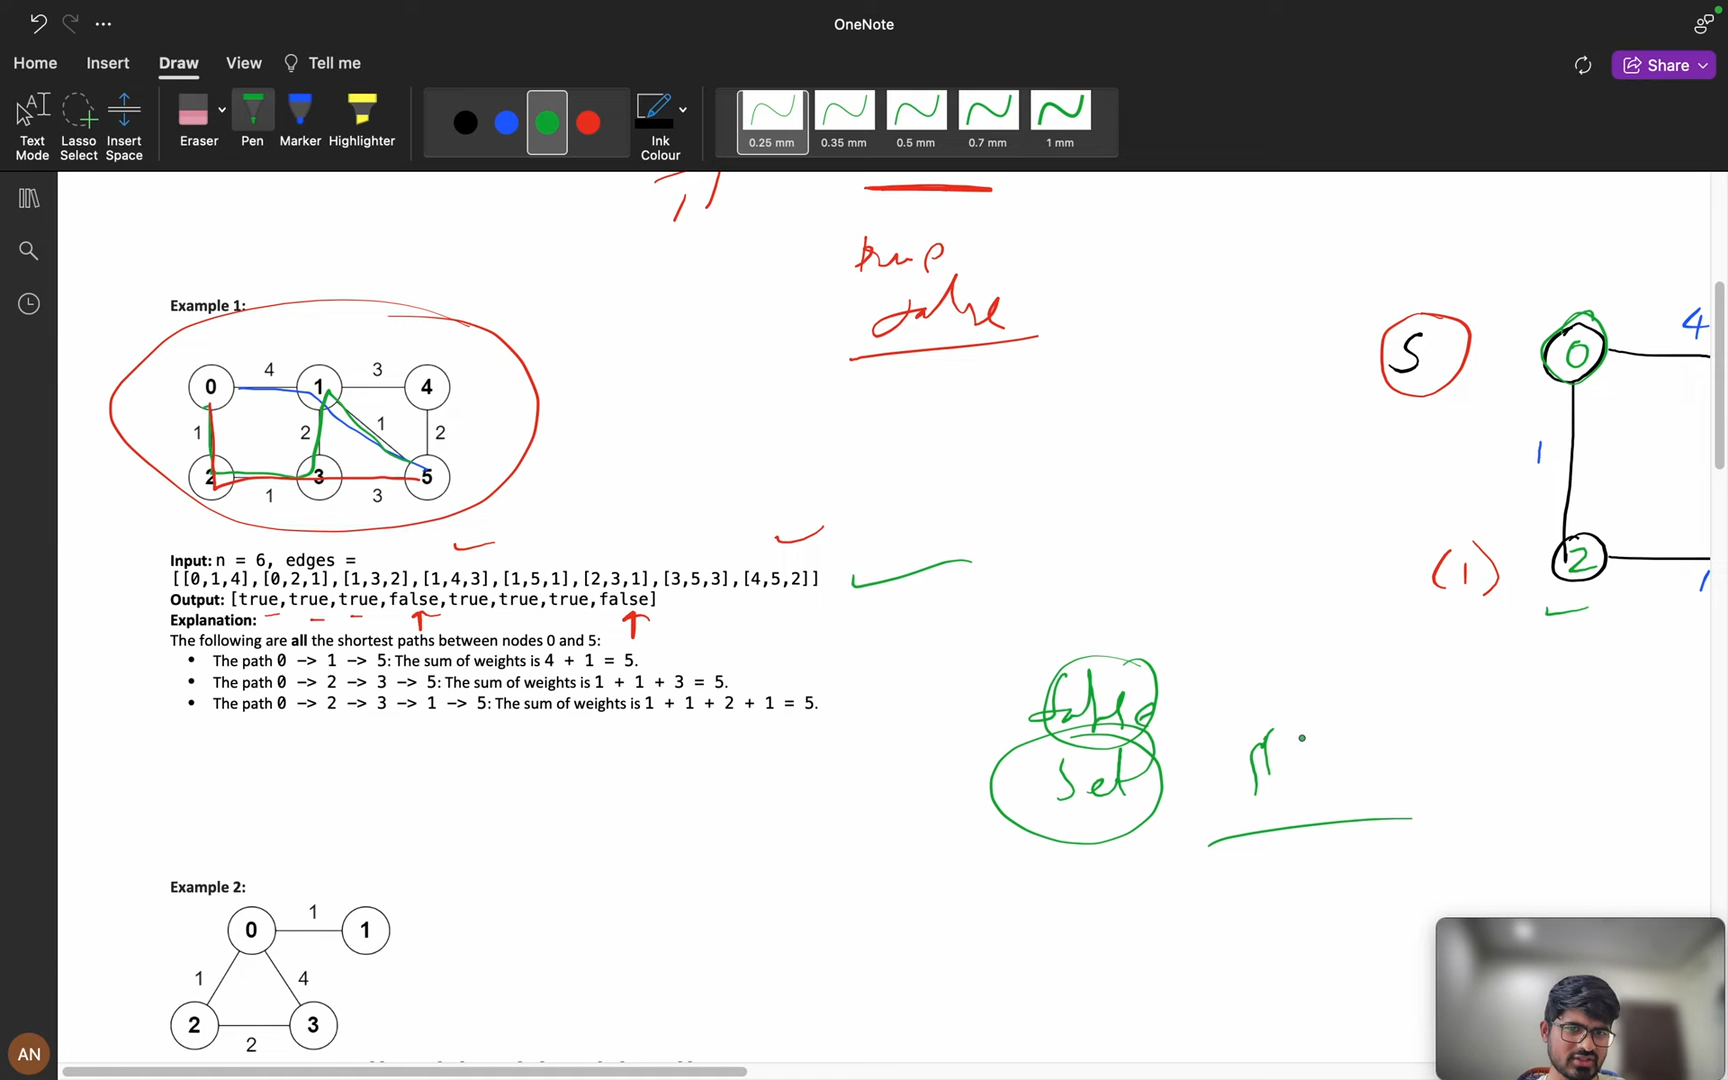 OneNote
Home Insert Draw View Tell me
Share
Text Mode
Lasso Select
Insert Space
Eraser
Pen
Marker
Highlighter
Ink Colour
0.25 mm
0.35 mm
0.5 mm
0.7 mm
1 mm
true
false
Example 1:
0 4 1 3 4
1 2 1 2
2 1 3 3 5
S
0
4
1
(1)
2
Input: n = 6, edges =
[[0,1,4],[0,2,1],[1,3,2],[1,4,3],[1,5,1],[2,3,1],[3,5,3],[4,5,2]]
Output: [true,true,true,false,true,true,true,false]
Explanation:
The following are all the shortest paths between nodes 0 and 5:
• The path 0 -> 1 -> 5: The sum of weights is 4 + 1 = 5.
• The path 0 -> 2 -> 3 -> 5: The sum of weights is 1 + 1 + 3 = 5.
• The path 0 -> 2 -> 3 -> 1 -> 5: The sum of weights is 1 + 1 + 2 + 1 = 5.
false
Set
Example 2:
0 1 1
1 4
2 2 3
AN